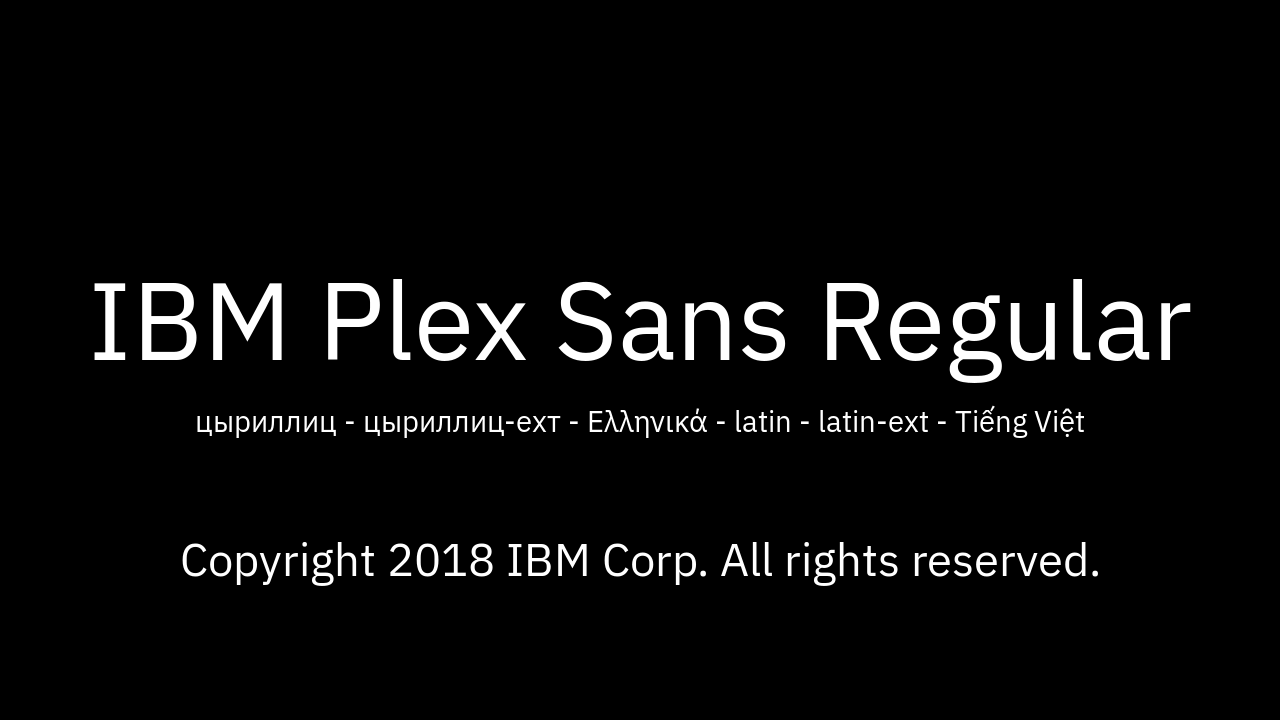 IBM Plex Sans Regular
цыриллиц - цыриллиц-ехт - Ελληνικά - latin - latin-ext - Tiếng Việt
Copyright 2018 IBM Corp. All rights reserved.